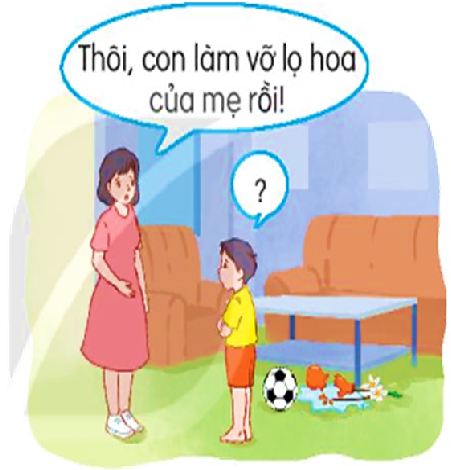 Thôi, con làm vỡ lọ hoa
của mẹ rồi!
?